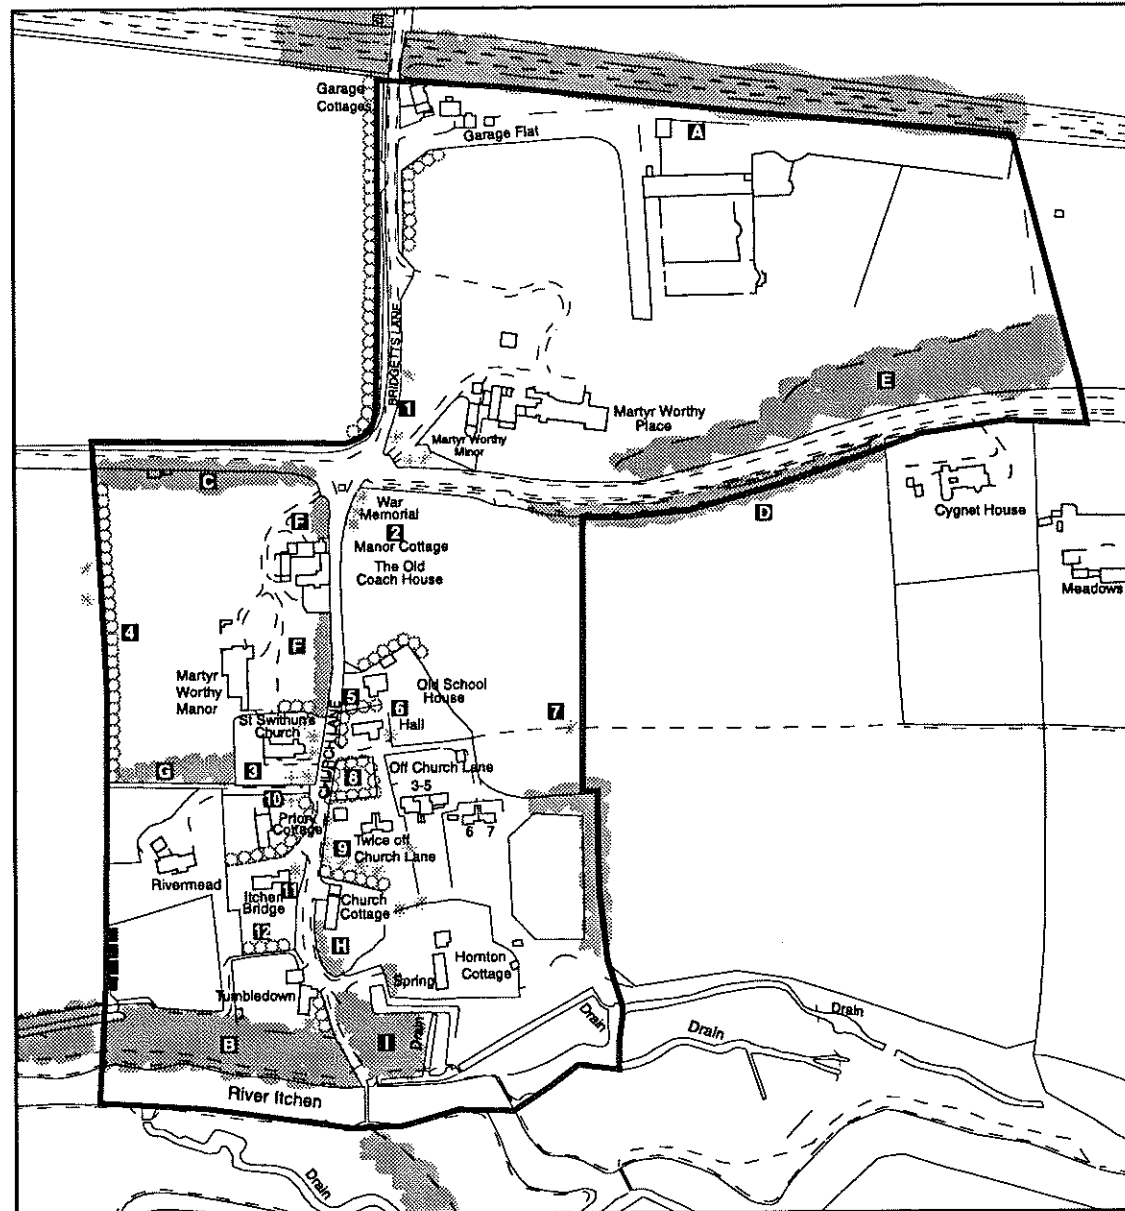 Garage
Cottages
Garage Flat
A
BRIDGETTS LANE
1
E
Martyr Worthy
Place
Martyr Worthy
Minor
C
War
Memorial
2
F
Manor Cottage
The Old
Coach House
D
Cygnet House
Meadows
4
F
Martyr
Worthy
Manor
5
Old School
House
6
Hall
7
St Swithun's
Church
CHURCH LANE
G
3
8
Off Church Lane
3-5
6 7
10
Priory
Cottage
9
Twice off
Church Lane
Rivermead
11
Itchen
Bridge
12
Church
Cottage
H
Hornton
Cottage
Spring
Tumbledown
B
I
Drain
Drain
Drain
Drain
River Itchen
Drain